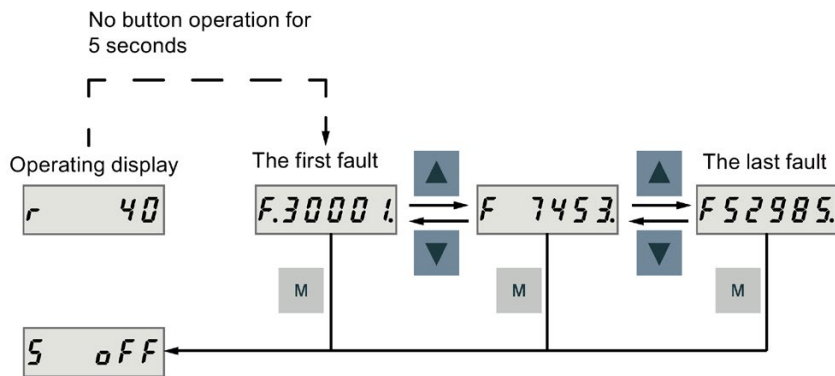 No button operation for
5 seconds
Operating display
The first fault
The last fault
r 40
F.30001.
F 7453.
F52985.
M
M
M
S oFF